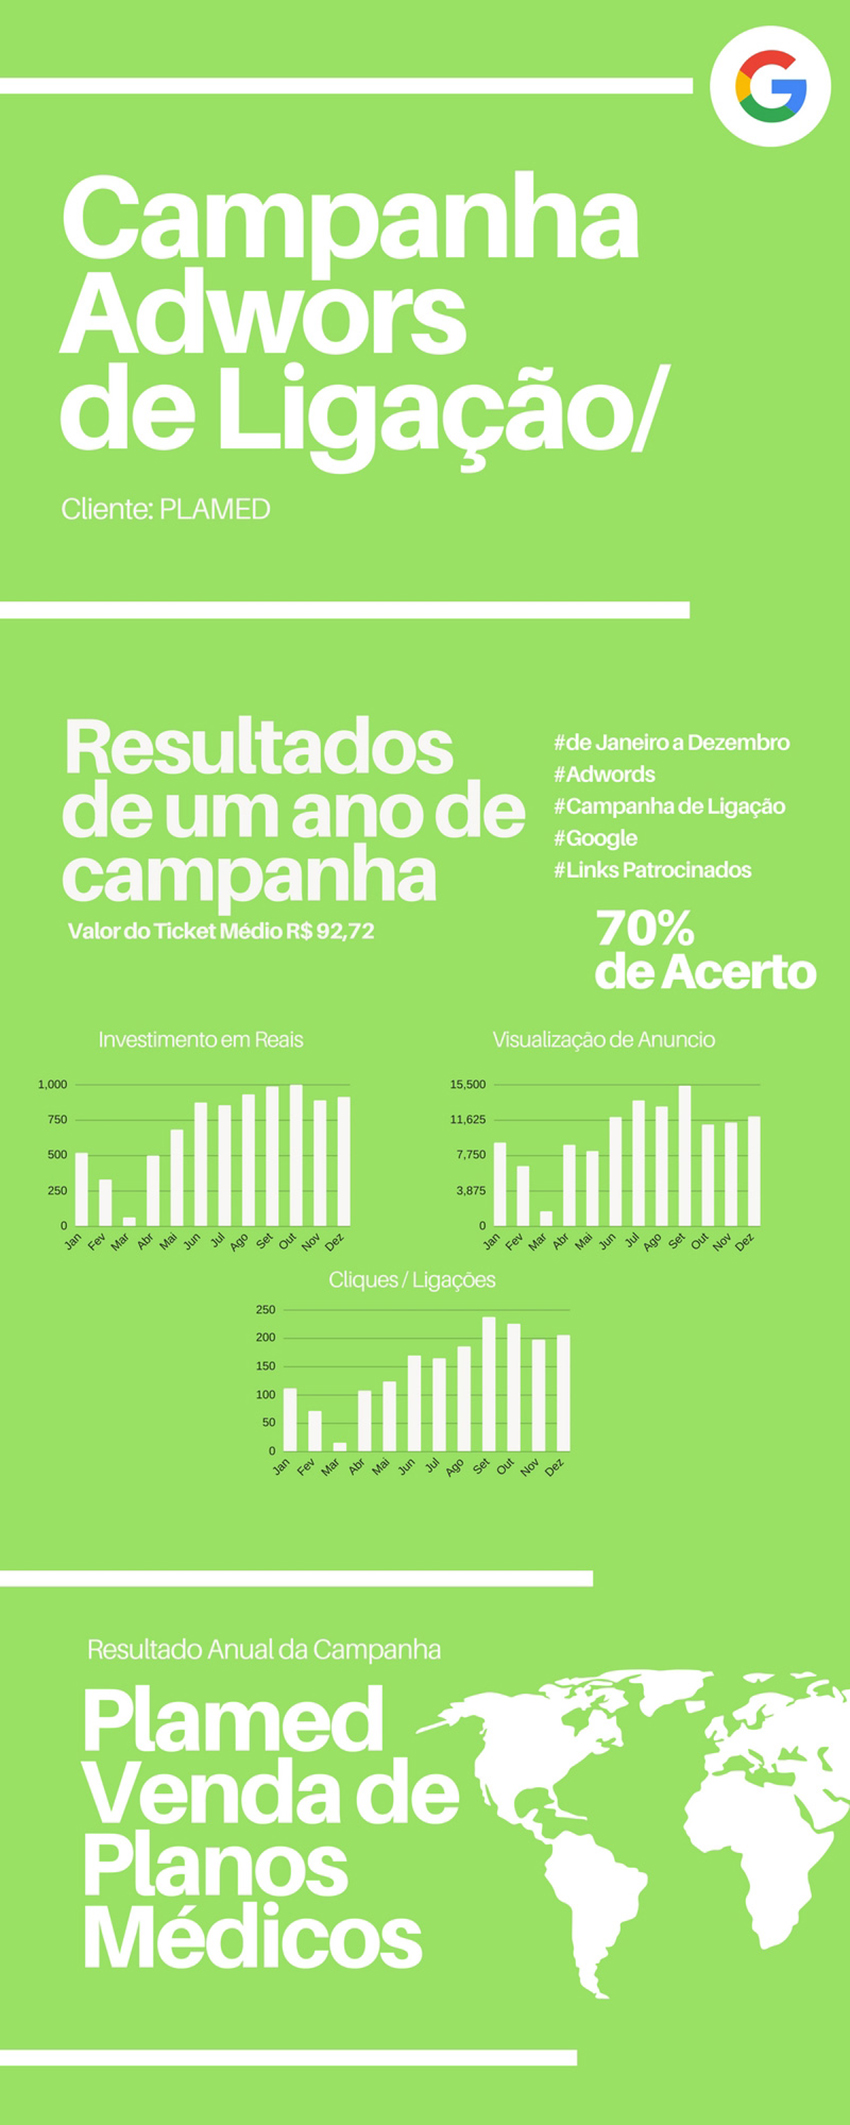 Campanha
Adwors
de Ligação/
Cliente: PLAMED
Resultados
de um ano de
campanha
Valor do Ticket Médio R$ 92,72
#de Janeiro a Dezembro
#Adwords
#Campanha de Ligação
#Google
#Links Patrocinados
70%
de Acerto
Investimento em Reais
1,000
750
500
250
0
Jan Fev Mar Abr Mai Jun Jul Ago Set Out Nov Dez
Visualização de Anuncio
15,500
11,625
7,750
3,875
0
Jan Fev Mar Abr Mai Jun Jul Ago Set Out Nov Dez
Cliques / Ligações
250
200
150
100
50
0
Jan Fev Mar Abr Mai Jun Jul Ago Set Out Nov Dez
Resultado Anual da Campanha
Plamed
Venda de
Planos
Médicos